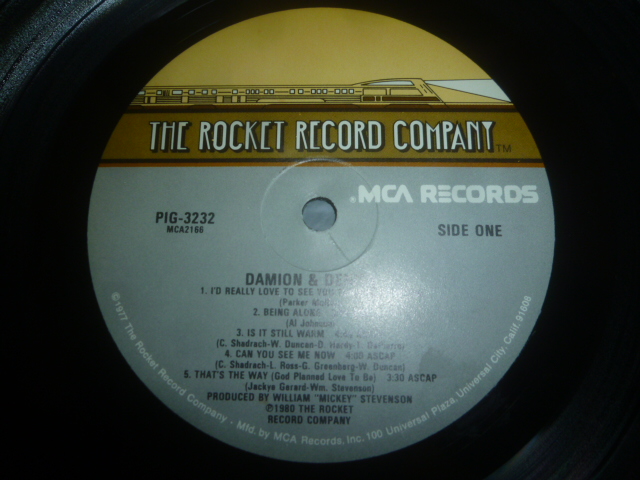 THE ROCKET RECORD COMPANY TM
MCA RECORDS
PIG-3232
MCA2166
SIDE ONE
DAMION &
1. I'D REALLY LOVE TO SEE YOU
(Parker
2. BEING ALONE
(Al Johnson)
3. IS IT STILL WARM
(C. Shadrach-W. Duncan-D. Hardy-
4. CAN YOU SEE ME NOW 4:00 ASCAP
(C. Shadrach-L. Ross-G. Greenberg-W. Duncan)
5. THAT'S THE WAY (God Planned Love To Be) 3:30 ASCAP
(Jackye Gerard-Wm. Stevenson)
PRODUCED BY WILLIAM "MICKEY" STEVENSON
Ⓟ1980 THE ROCKET
RECORD COMPANY
©1977 The Rocket Record Company - Mfd. by MCA Records, Inc. 100 Universal Plaza, Universal City, Calif. 91608